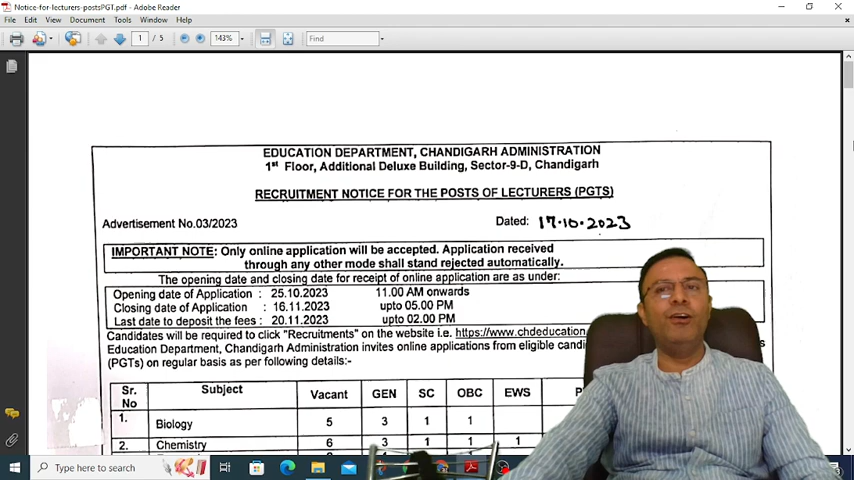 Notice-for-lecturers-postsPGT.pdf - Adobe Reader
File Edit View Document Tools Window Help
1 / 5 143% Find
EDUCATION DEPARTMENT, CHANDIGARH ADMINISTRATION
1st Floor, Additional Deluxe Building, Sector-9-D, Chandigarh
RECRUITMENT NOTICE FOR THE POSTS OF LECTURERS (PGTS)
Advertisement No.03/2023 Dated: 17.10.2023
IMPORTANT NOTE: Only online application will be accepted. Application received
through any other mode shall stand rejected automatically.
The opening date and closing date for receipt of online application are as under:
Opening date of Application : 25.10.2023 11.00 AM onwards
Closing date of Application : 16.11.2023 upto 05.00 PM
Last date to deposit the fees : 20.11.2023 upto 02.00 PM
Candidates will be required to click "Recruitments" on the website i.e. https://www.chdeducation.
Education Department, Chandigarh Administration invites online applications from eligible
(PGTs) on regular basis as per following details:-
Sr. No Subject Vacant GEN SC OBC EWS
1. Biology 5 3 1 1
2. Chemistry 6 3 1 1 1
Type here to search